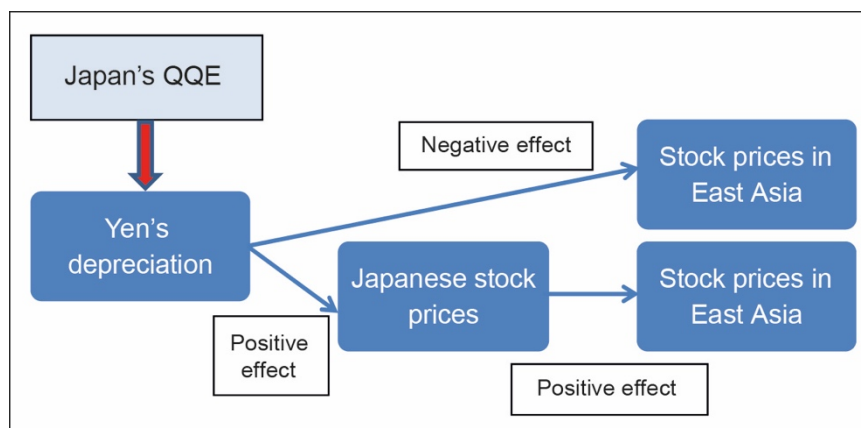 Japan's QQE
Negative effect
Stock prices in
East Asia
Yen's
depreciation
Japanese stock
prices
Stock prices in
East Asia
Positive
effect
Positive effect